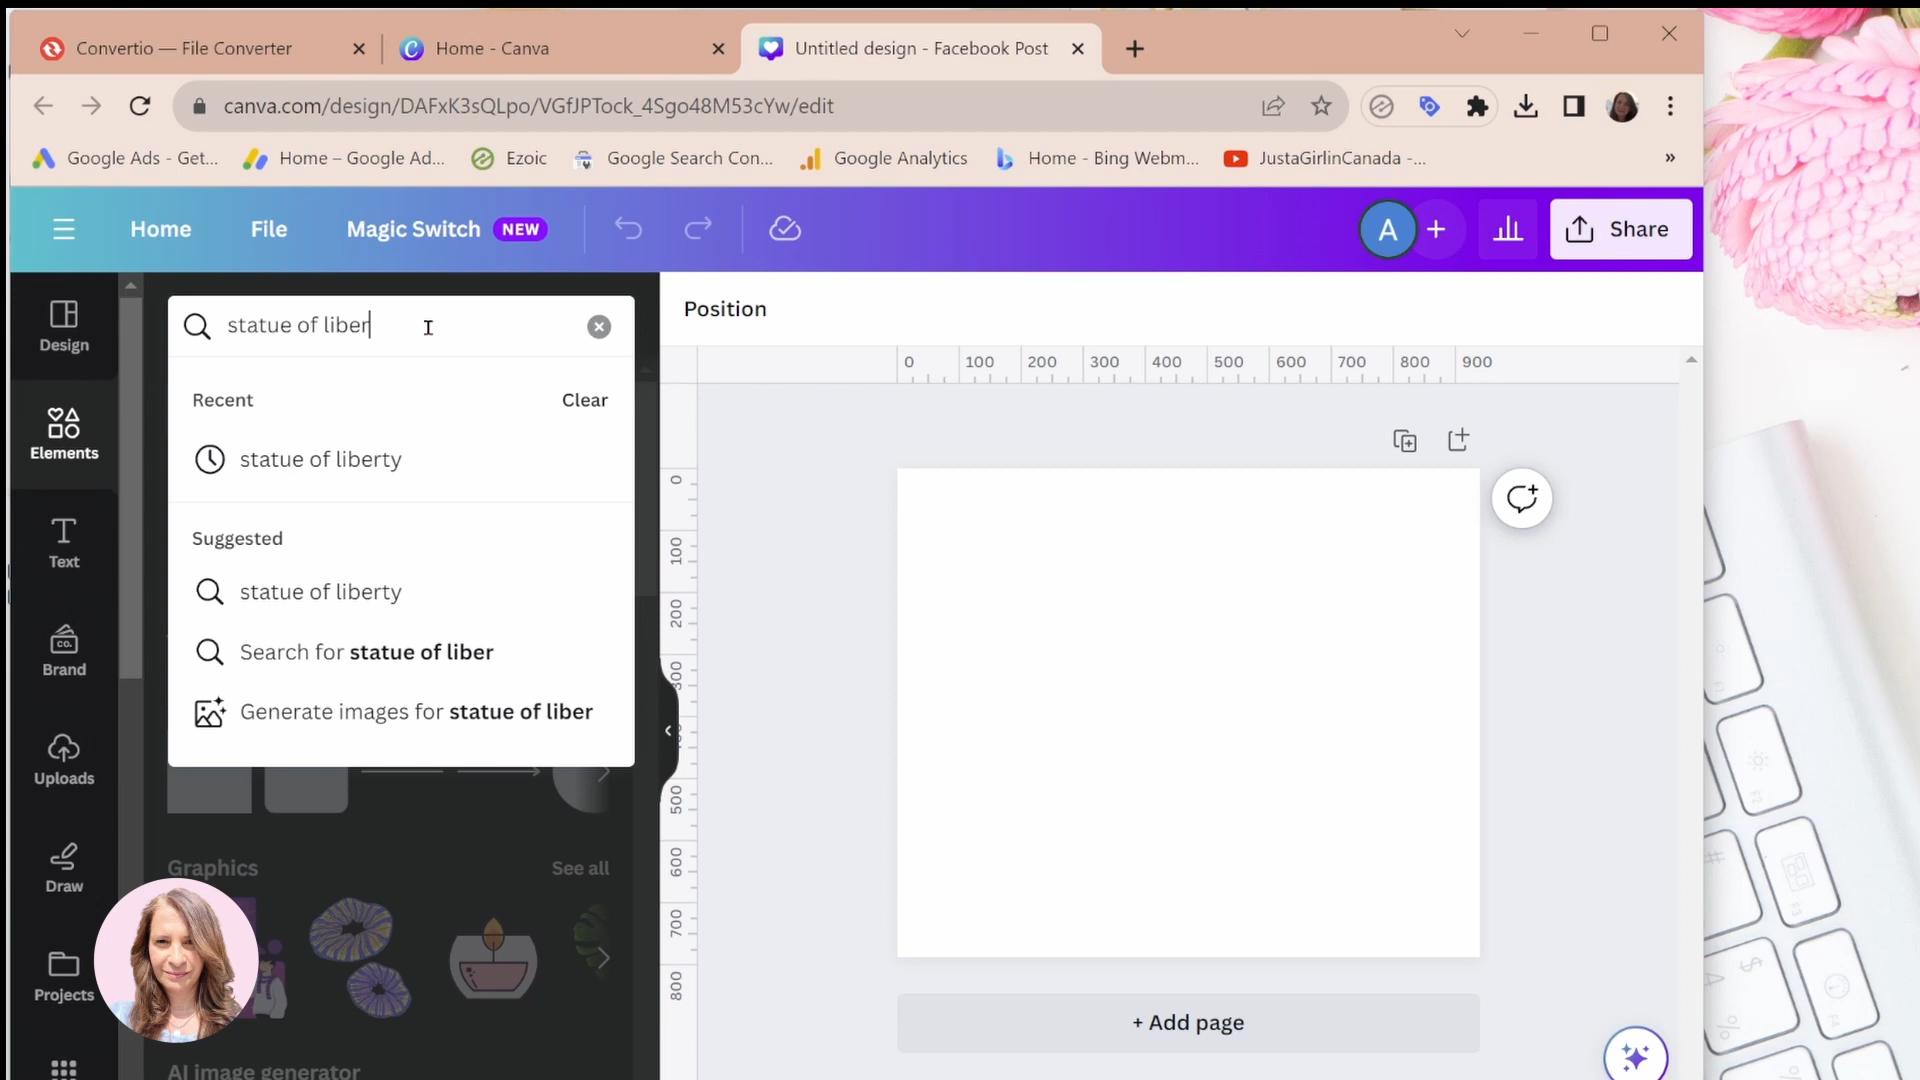 Convertio — File Converter
Home - Canva
Untitled design - Facebook Post
canva.com/design/DAFxK3sQLpo/VGfJPTock_4Sgo48M53cYw/edit
Google Ads - Get...
Home – Google Ad...
Ezoic
Google Search Con...
Google Analytics
Home - Bing Webm...
JustaGirlinCanada -...
»
Home
File
Magic Switch
NEW
A
Share
Design
Elements
Text
CO.
Brand
Uploads
Draw
Projects
statue of liber
Recent
Clear
statue of liberty
Suggested
statue of liberty
Search for statue of liber
Generate images for statue of liber
Graphics
See all
AI image generator
Position
0 100 200 300 400 500 600 700 800 900
0
100
200
300
500
600
700
800
+ Add page